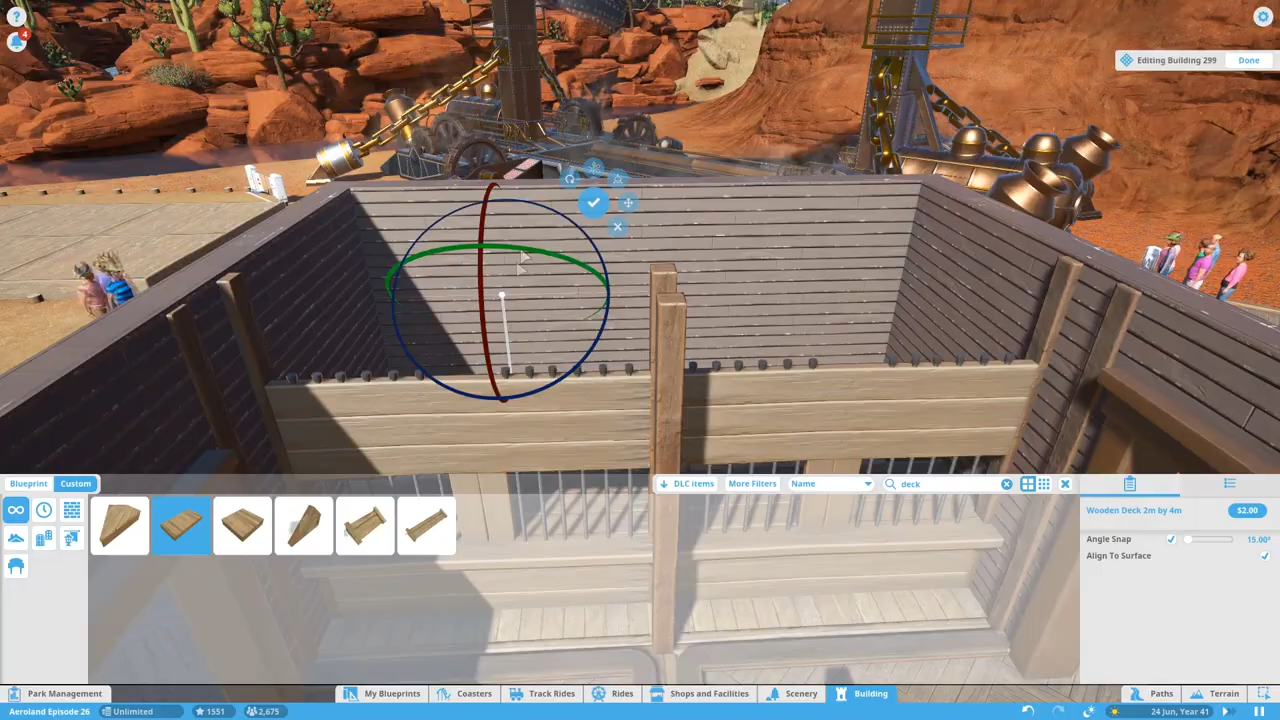 ?
4
Editing Building 299 Done
Blueprint Custom
DLC items More Filters Name deck
Wooden Deck 2m by 4m $2.00
Angle Snap 15.00°
Align To Surface
Park Management My Blueprints Coasters Track Rides Rides Shops and Facilities Scenery Building Paths Terrain
Aeroland Episode 26 Unlimited 1551 2,675 24 Jun, Year 41